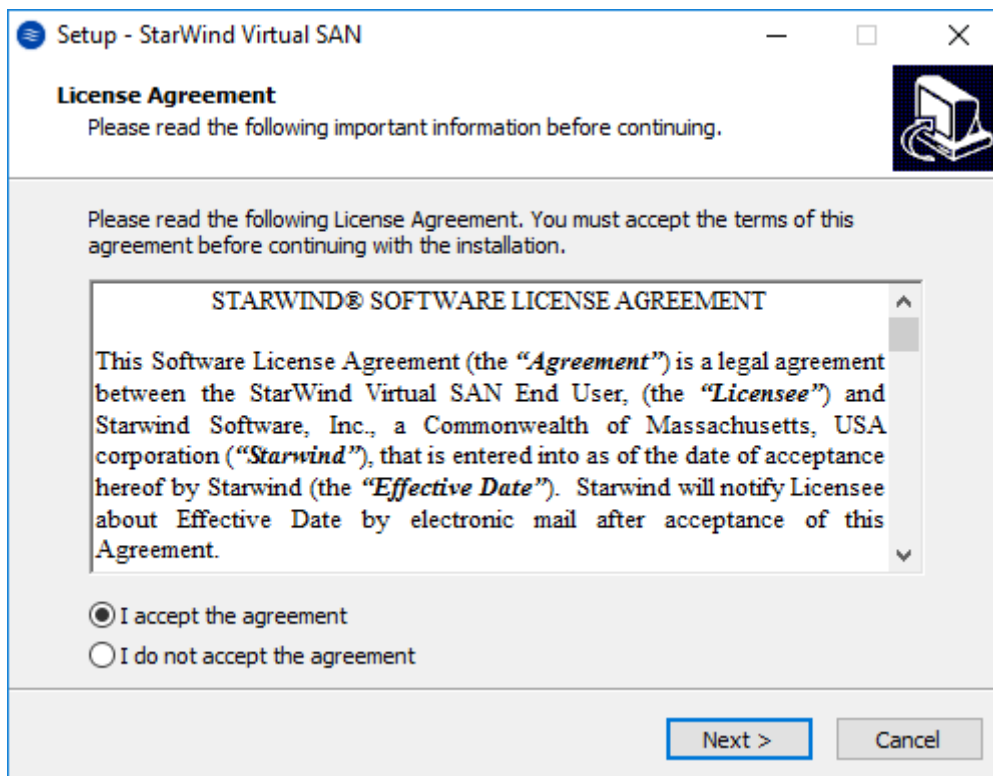 Setup - StarWind Virtual SAN
License Agreement
Please read the following important information before continuing.
Please read the following License Agreement. You must accept the terms of this
agreement before continuing with the installation.
STARWIND® SOFTWARE LICENSE AGREEMENT
This Software License Agreement (the “Agreement”) is a legal agreement
between the StarWind Virtual SAN End User, (the “Licensee”) and
Starwind Software, Inc., a Commonwealth of Massachusetts, USA
corporation (“Starwind”), that is entered into as of the date of acceptance
hereof by Starwind (the “Effective Date”). Starwind will notify Licensee
about Effective Date by electronic mail after acceptance of this
Agreement.
I accept the agreement
I do not accept the agreement
Next >
Cancel